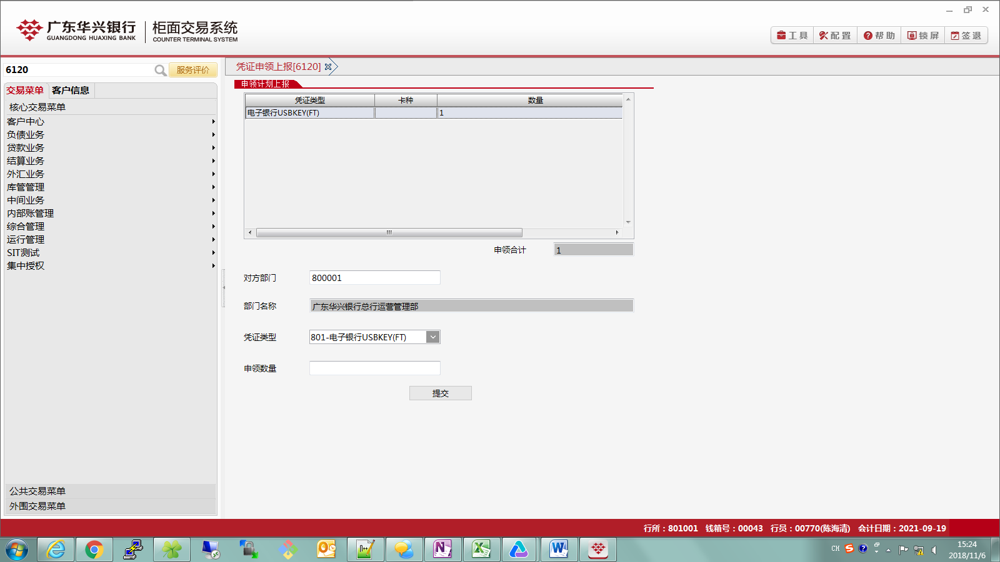 广东华兴银行
GUANGDONG HUAXING BANK
柜面交易系统
COUNTER TERMINAL SYSTEM
工具
配置
帮助
锁屏
签退
6120
服务评价
交易菜单
客户信息
核心交易菜单
客户中心
负债业务
贷款业务
结算业务
外汇业务
库管管理
中间业务
内部账管理
综合管理
运行管理
SIT测试
集中授权
公共交易菜单
外围交易菜单
凭证申领上报[6120]
申领计划上报
凭证类型 卡种 数量
电子银行USBKEY(FT) 1
申领合计 1
对方部门 800001
部门名称 广东华兴银行总行运营管理部
凭证类型 801-电子银行USBKEY(FT)
申领数量
提交
行所：801001 钱箱号：00043 行员：00770(陈海清) 会计日期：2021-09-19
CH
15:24
2018/11/6